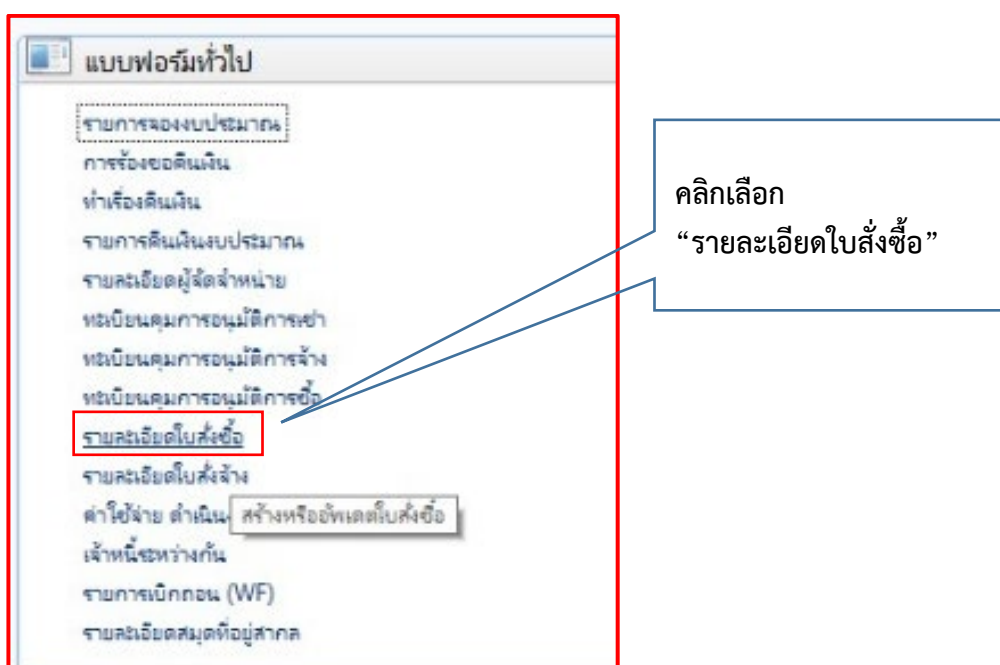 แบบฟอร์มทั่วไป
รายการจองงบประมาณ
การร้องขอคืนเงิน
ทำเรื่องคืนเงิน
รายการคืนเงินงบประมาณ
รายละเอียดผู้จัดจำหน่าย
ทะเบียนคุมการอนุมัติการเช่า
ทะเบียนคุมการอนุมัติการจ้าง
ทะเบียนคุมการอนุมัติการซื้อ
รายละเอียดใบสั่งซื้อ
รายละเอียดใบสั่งจ้าง
ค่าใช้จ่าย ดำเนิน
สร้างหรืออัพเดตใบสั่งซื้อ
เจ้าหนี้ระหว่างกัน
รายการเบิกถอน (WF)
รายละเอียดสมุดที่อยู่สากล
คลิกเลือก
“รายละเอียดใบสั่งซื้อ”